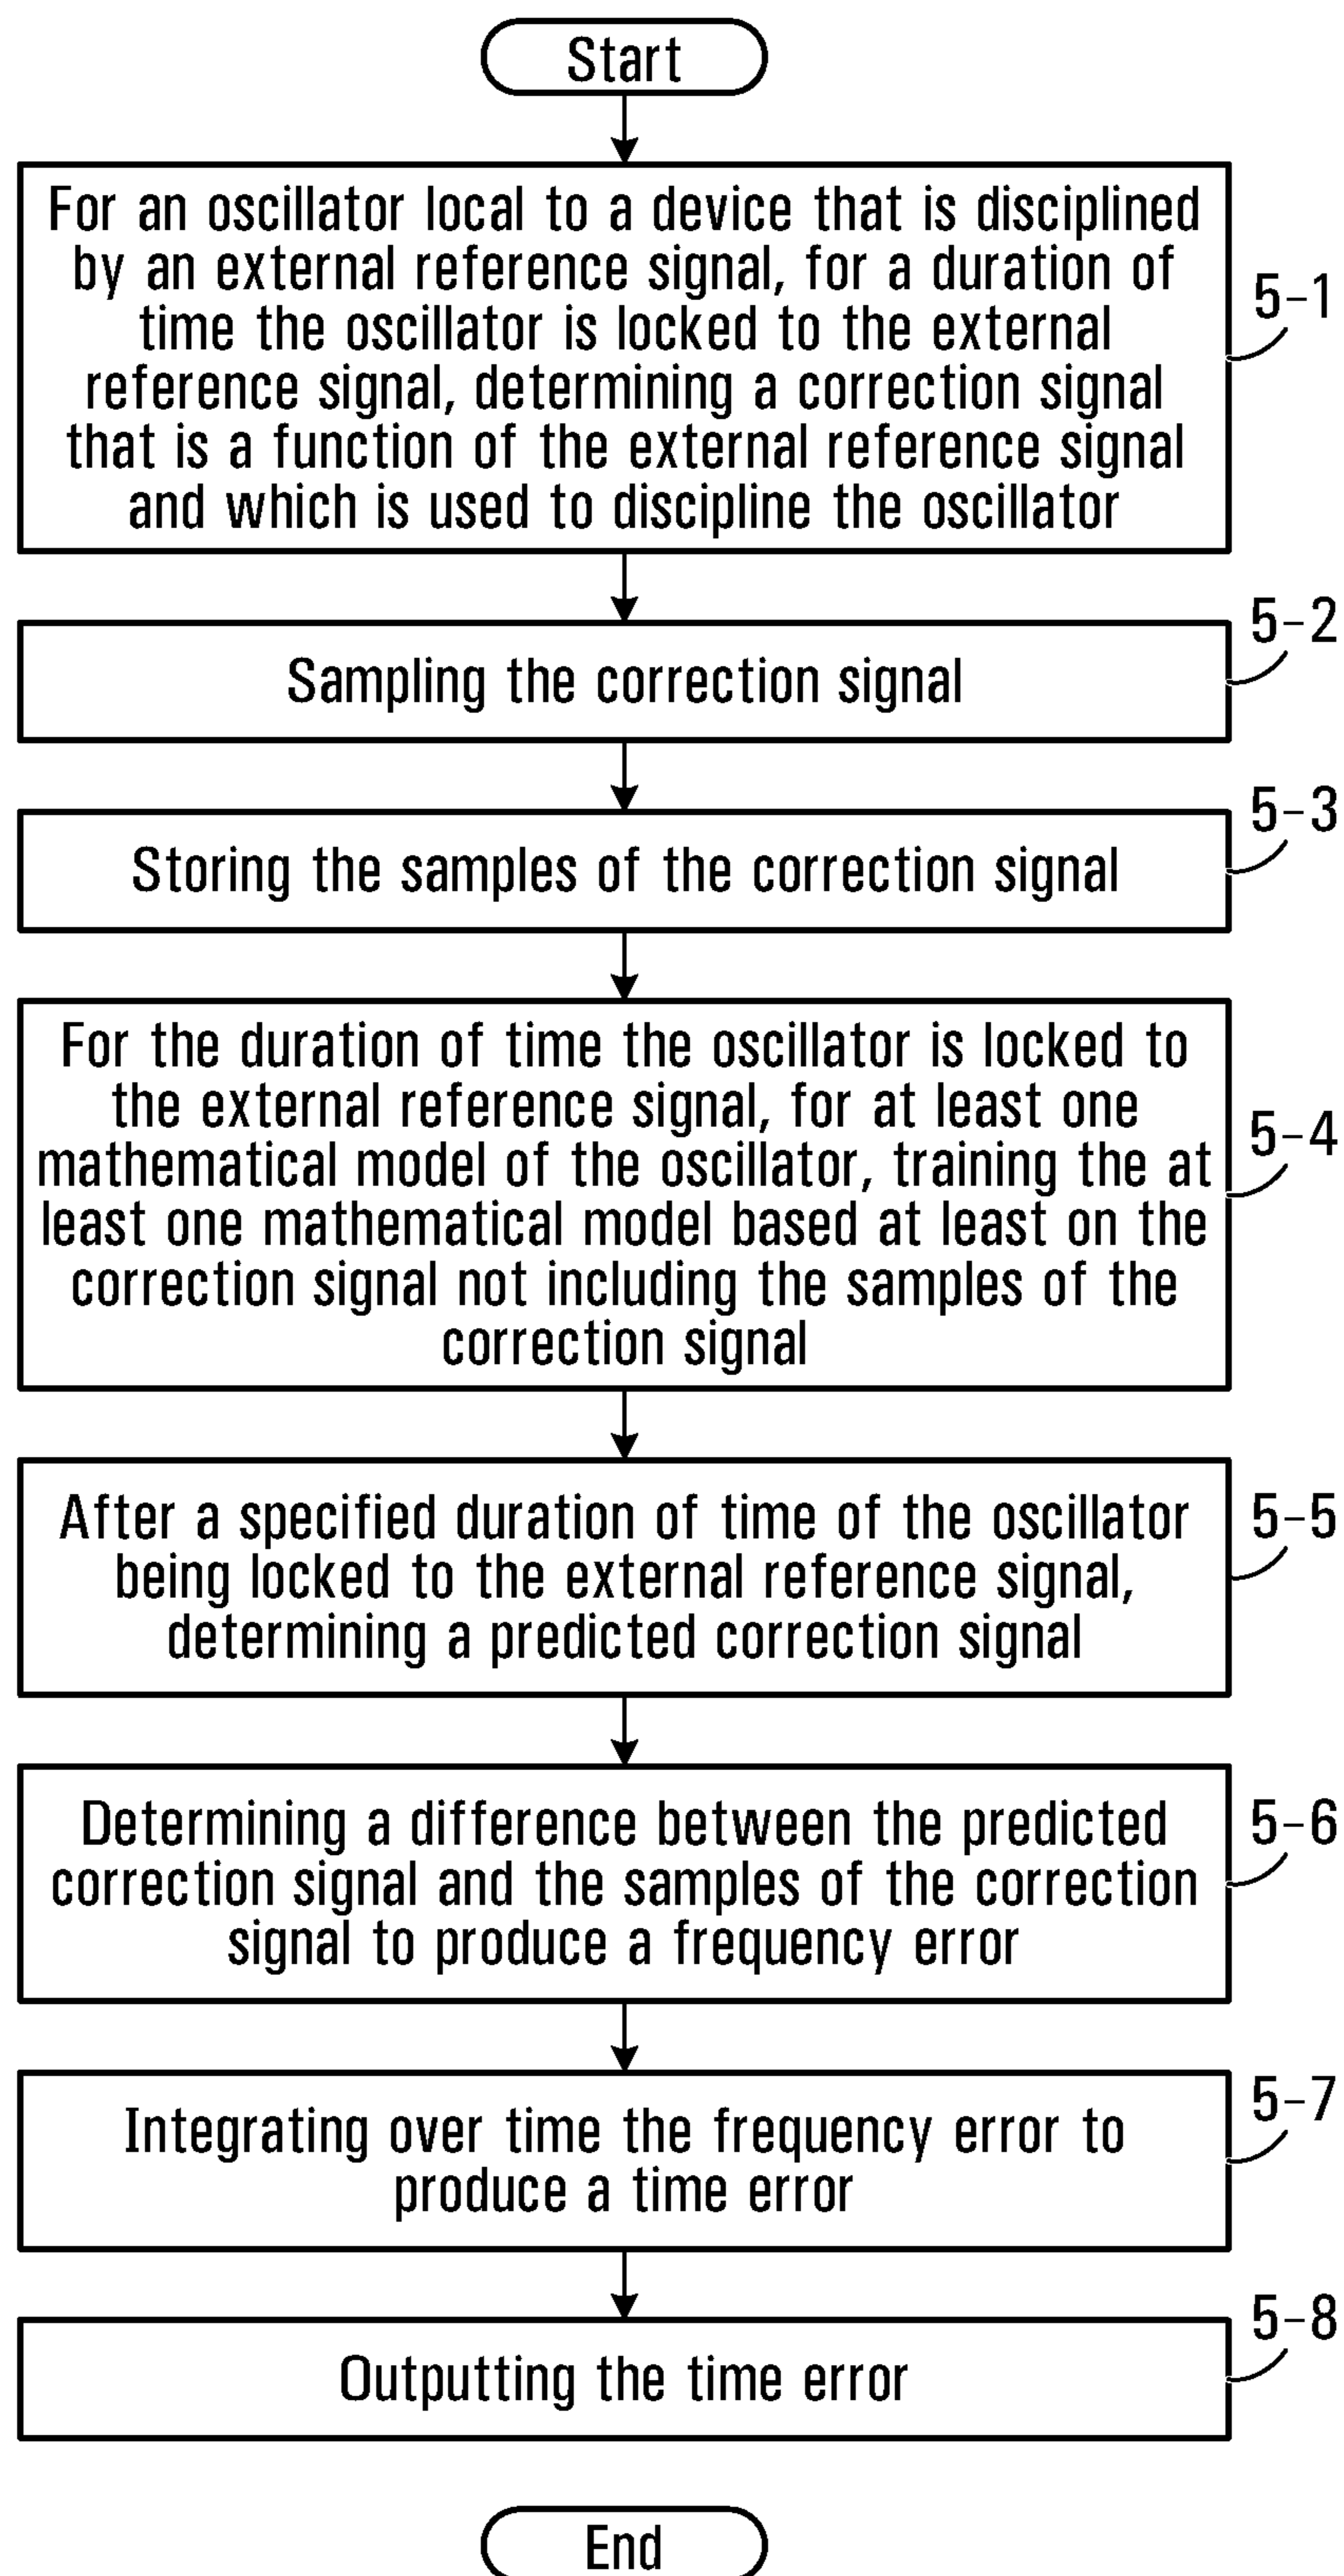 Start
For an oscillator local to a device that is disciplined
by an external reference signal, for a duration of
time the oscillator is locked to the external
reference signal, determining a correction signal
that is a function of the external reference signal
and which is used to discipline the oscillator
5-1
Sampling the correction signal
5-2
Storing the samples of the correction signal
5-3
For the duration of time the oscillator is locked to
the external reference signal, for at least one
mathematical model of the oscillator, training the at
least one mathematical model based at least on the
correction signal not including the samples of the
correction signal
5-4
After a specified duration of time of the oscillator
being locked to the external reference signal,
determining a predicted correction signal
5-5
Determining a difference between the predicted
correction signal and the samples of the correction
signal to produce a frequency error
5-6
Integrating over time the frequency error to
produce a time error
5-7
Outputting the time error
5-8
End